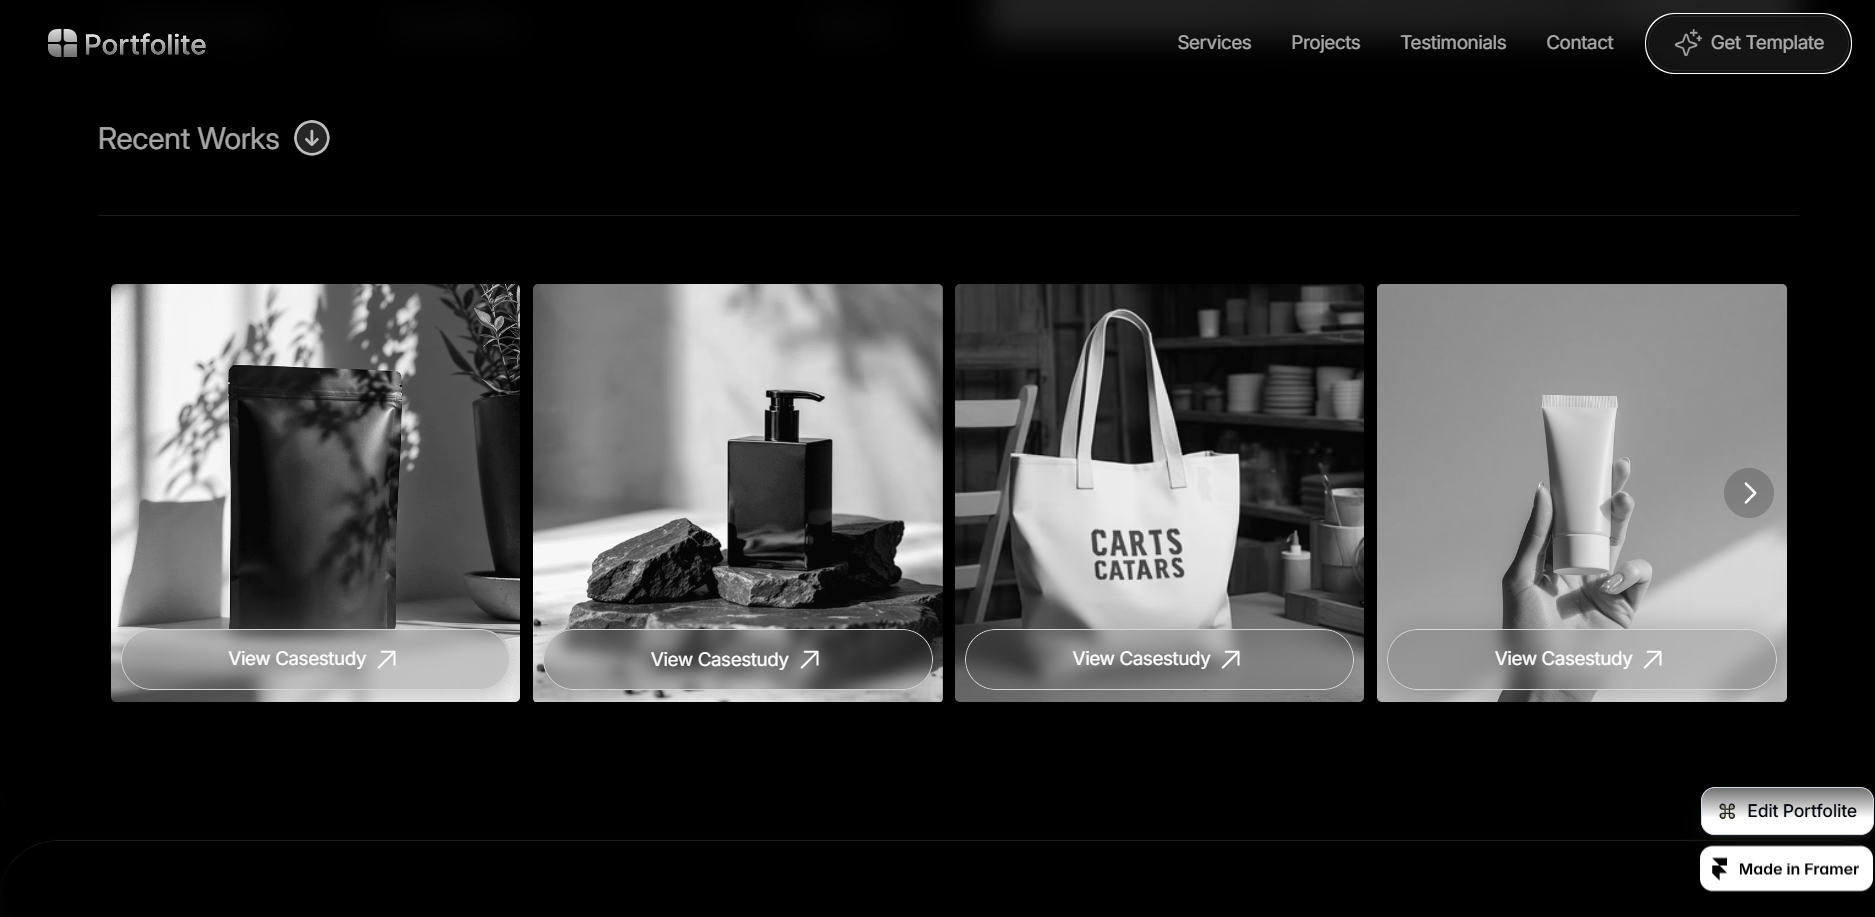 Portfolite
Services
Projects
Testimonials
Contact
Get Template
Recent Works
CARTS
CATARS
View Casestudy
View Casestudy
View Casestudy
View Casestudy
Edit Portfolite
Made in Framer